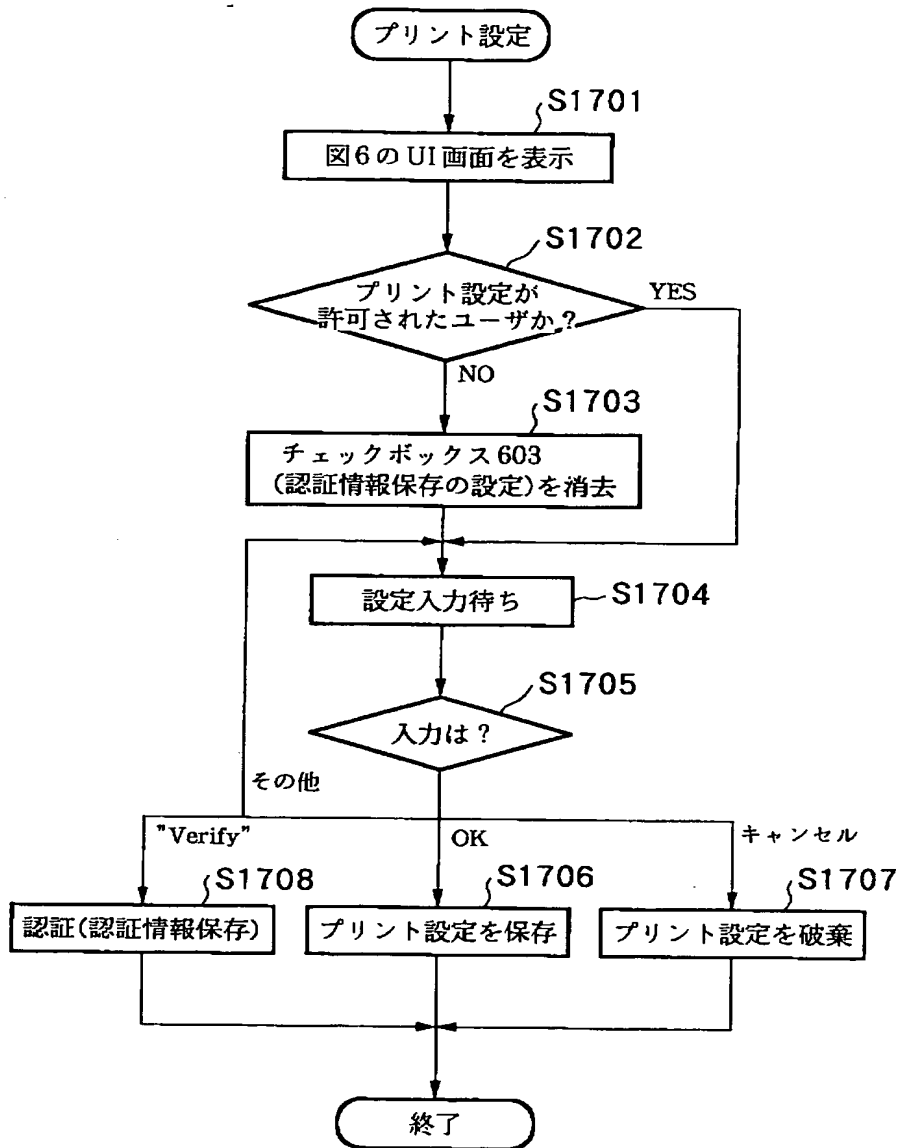 プリント設定
S1701
図6のUI画面を表示
S1702
プリント設定が
許可されたユーザか？
YES
NO
S1703
チェックボックス603
(認証情報保存の設定)を消去
設定入力待ち
S1704
S1705
入力は？
その他
"Verify"
OK
キャンセル
S1708
S1706
S1707
認証(認証情報保存)
プリント設定を保存
プリント設定を破棄
終了